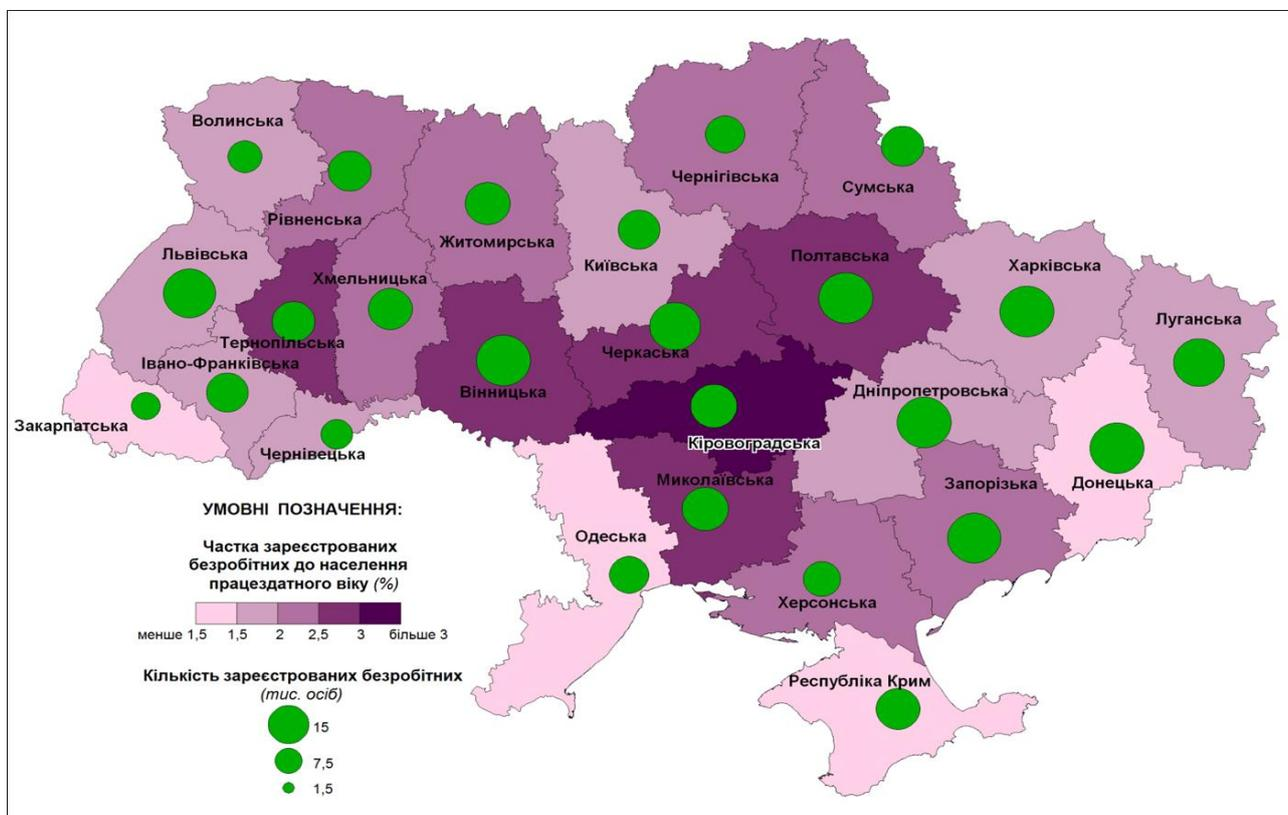 Волинська
Рівненська
Житомирська
Київська
Чернігівська
Сумська
Львівська
Тернопільська
Хмельницька
Івано-Франківська
Закарпатська
Чернівецька
Вінницька
Черкаська
Полтавська
Харківська
Луганська
Кіровоградська
Дніпропетровська
Донецька
Запорізька
Миколаївська
Одеська
Херсонська
Республіка Крим
УМОВНІ ПОЗНАЧЕННЯ:
Частка зареєстрованих
безробітних до населення
працездатного віку (%)
менше 1,5 1,5 2 2,5 3 більше 3
Кількість зареєстрованих безробітних
(тис. осіб)
15
7,5
1,5